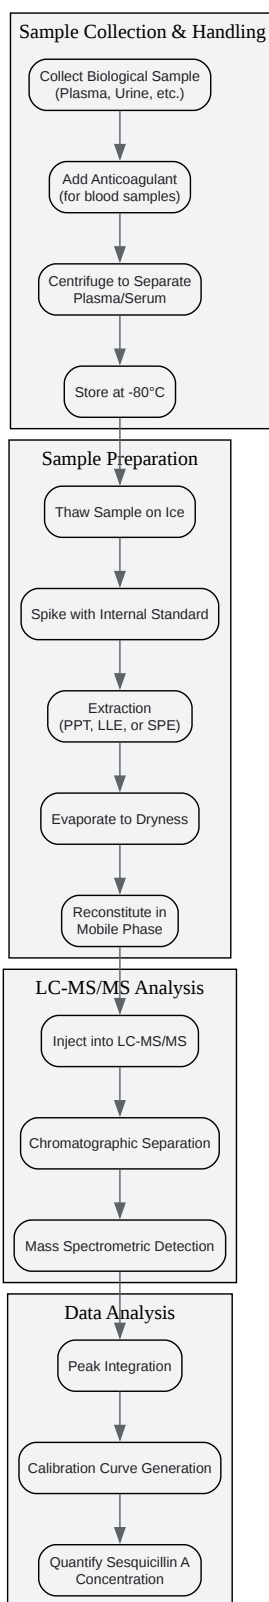 Sample Collection & Handling
Collect Biological Sample
(Plasma, Urine, etc.)
Add Anticoagulant
(for blood samples)
Centrifuge to Separate
Plasma/Serum
Store at -80°C
Sample Preparation
Thaw Sample on Ice
Spike with Internal Standard
Extraction
(PPT, LLE, or SPE)
Evaporate to Dryness
Reconstitute in
Mobile Phase
LC-MS/MS Analysis
Inject into LC-MS/MS
Chromatographic Separation
Mass Spectrometric Detection
Data Analysis
Peak Integration
Calibration Curve Generation
Quantify Sesquicillin A
Concentration